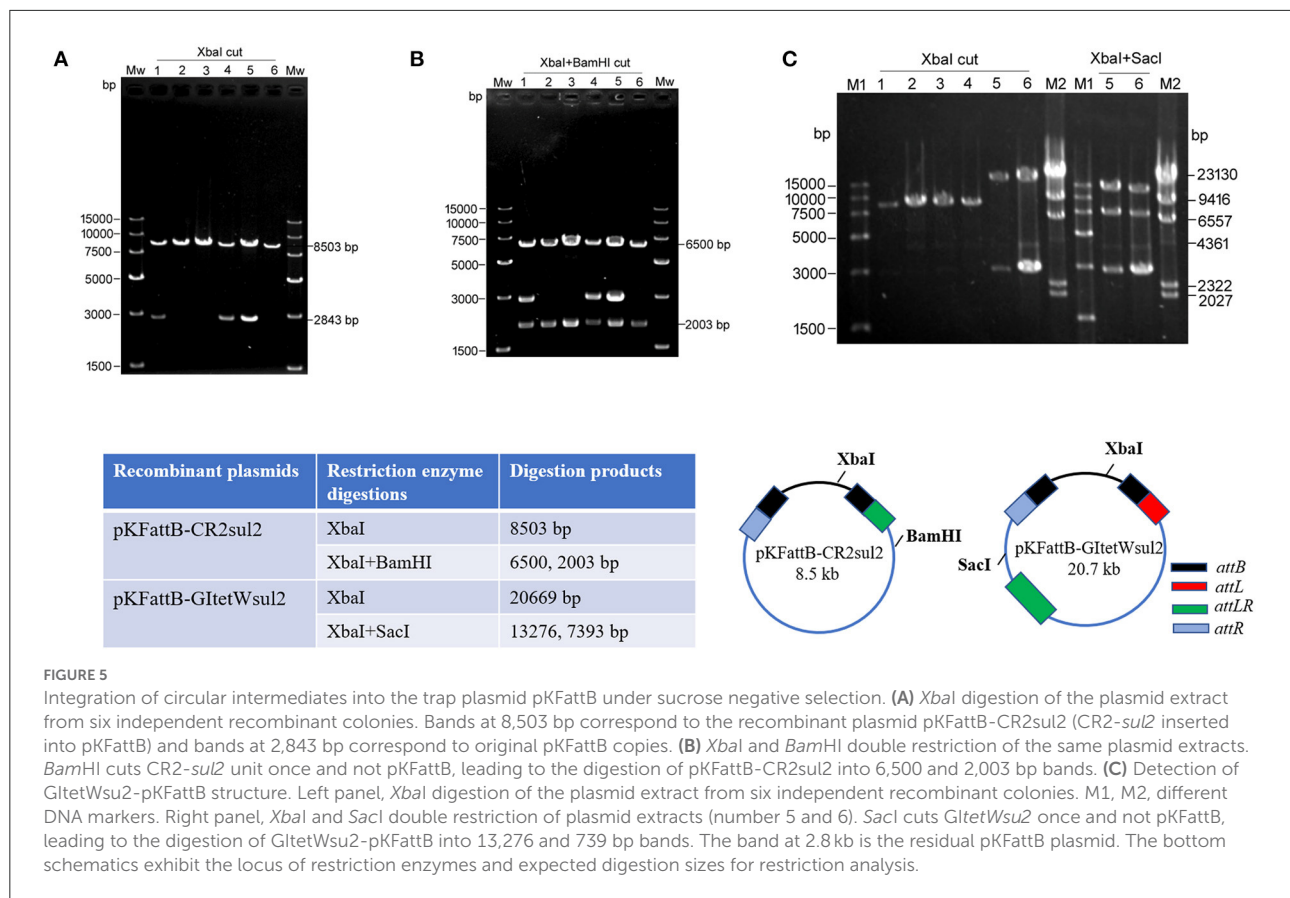 A
XbaI cut
Mw 1 2 3 4 5 6 Mw
bp
15000
10000
7500
5000
3000
1500
8503 bp
2843 bp
B
XbaI+BamHI cut
Mw 1 2 3 4 5 6 Mw
bp
15000
10000
7500
5000
3000
1500
6500 bp
2003 bp
C
XbaI cut
XbaI+SacI
M1 1 2 3 4 5 6 M2 M1 5 6 M2
bp
bp
15000
10000
7500
5000
3000
1500
23130
9416
6557
4361
2322
2027
Recombinant plasmids
Restriction enzyme digestions
Digestion products
pKFattB-CR2sul2
XbaI
8503 bp
XbaI+BamHI
6500, 2003 bp
pKFattB-GItetWsul2
XbaI
20669 bp
XbaI+SacI
13276, 7393 bp
XbaI
BamHI
pKFattB-CR2sul2
8.5 kb
XbaI
SacI
pKFattB-GItetWsul2
20.7 kb
attB
attL
attLR
attR
FIGURE 5
Integration of circular intermediates into the trap plasmid pKFattB under sucrose negative selection. (A) XbaI digestion of the plasmid extract
from six independent recombinant colonies. Bands at 8,503 bp correspond to the recombinant plasmid pKFattB-CR2sul2 (CR2-sul2 inserted
into pKFattB) and bands at 2,843 bp correspond to original pKFattB copies. (B) XbaI and BamHI double restriction of the same plasmid extracts.
BamHI cuts CR2-sul2 unit once and not pKFattB, leading to the digestion of pKFattB-CR2sul2 into 6,500 and 2,003 bp bands. (C) Detection of
GItetWsu2-pKFattB structure. Left panel, XbaI digestion of the plasmid extract from six independent recombinant colonies. M1, M2, different
DNA markers. Right panel, XbaI and SacI double restriction of plasmid extracts (number 5 and 6). SacI cuts GItetWsu2 once and not pKFattB,
leading to the digestion of GItetWsu2-pKFattB into 13,276 and 739 bp bands. The band at 2.8 kb is the residual pKFattB plasmid. The bottom
schematics exhibit the locus of restriction enzymes and expected digestion sizes for restriction analysis.